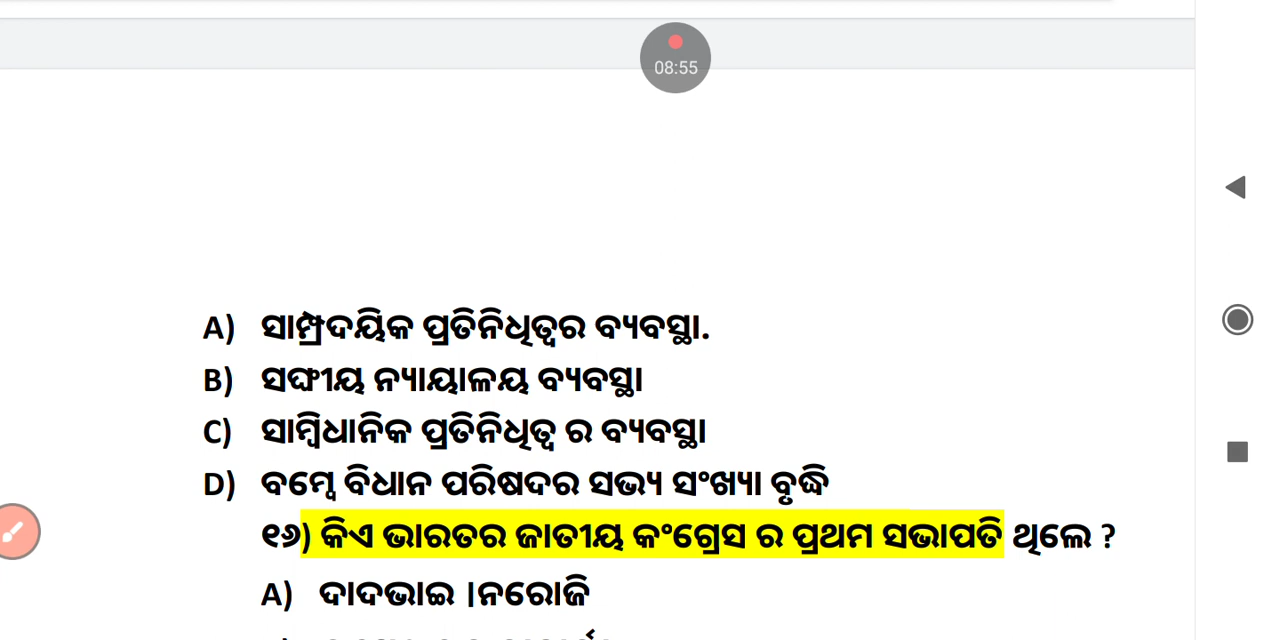 08:55
A) ସାମ୍ପ୍ରଦୟିକ ପ୍ରତିନିଧିତ୍ୱର ବ୍ୟବସ୍ଥା.
B) ସଙ୍ଘୀୟ ନ୍ୟାୟାଳୟ ବ୍ୟବସ୍ଥା
C) ସାମ୍ବିଧାନିକ ପ୍ରତିନିଧିତ୍ୱ ର ବ୍ୟବସ୍ଥା
D) ବମ୍ବେ ବିଧାନ ପରିଷଦର ସଭ୍ୟ ସଂଖ୍ୟା ବୃଦ୍ଧି
୧୬) କିଏ ଭାରତର ଜାତୀୟ କଂଗ୍ରେସ ର ପ୍ରଥମ ସଭାପତି ଥିଲେ ?
A) ଦାଦଭାଇ ।ନରୋଜି